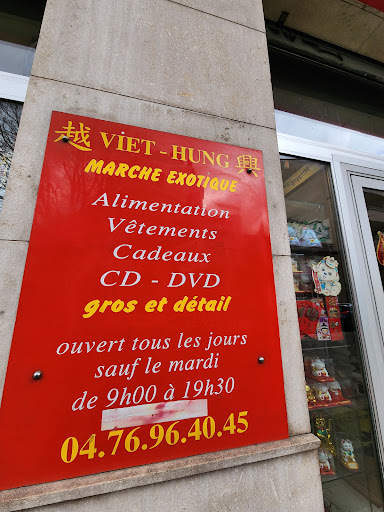 越 VIET - HUNG 興
MARCHE EXOTIQUE
Alimentation
Vêtements
Cadeaux
CD - DVD
gros et détail
ouvert tous les jours
sauf le mardi
de 9h00 à 19h30
04.76.96.40.45